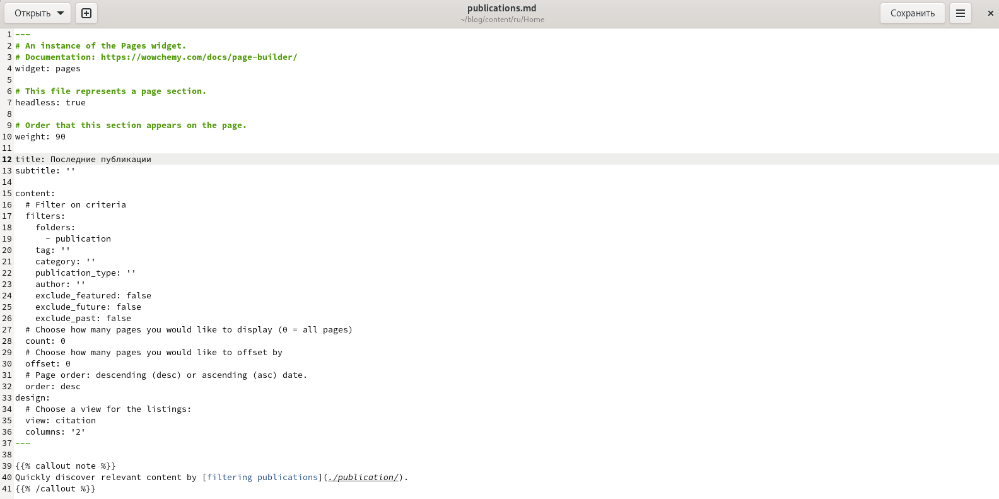 Открыть
publications.md
~/blog/content/ru/Home
Сохранить
1 ---
2 # An instance of the Pages widget.
3 # Documentation: https://wowchemy.com/docs/page-builder/
4 widget: pages
5
6 # This file represents a page section.
7 headless: true
8
9 # Order that this section appears on the page.
10 weight: 90
11
12 title: Последние публикации
13 subtitle: ''
14
15 content:
16   # Filter on criteria
17   filters:
18     folders:
19       - publication
20     tag: ''
21     category: ''
22     publication_type: ''
23     author: ''
24     exclude_featured: false
25     exclude_future: false
26     exclude_past: false
27   # Choose how many pages you would like to display (0 = all pages)
28   count: 0
29   # Choose how many pages you would like to offset by
30   offset: 0
31   # Page order: descending (desc) or ascending (asc) date.
32   order: desc
33 design:
34   # Choose a view for the listings:
35   view: citation
36   columns: '2'
37 ---
38
39 {{% callout note %}}
40 Quickly discover relevant content by [filtering publications](./publication/).
41 {{% /callout %}}